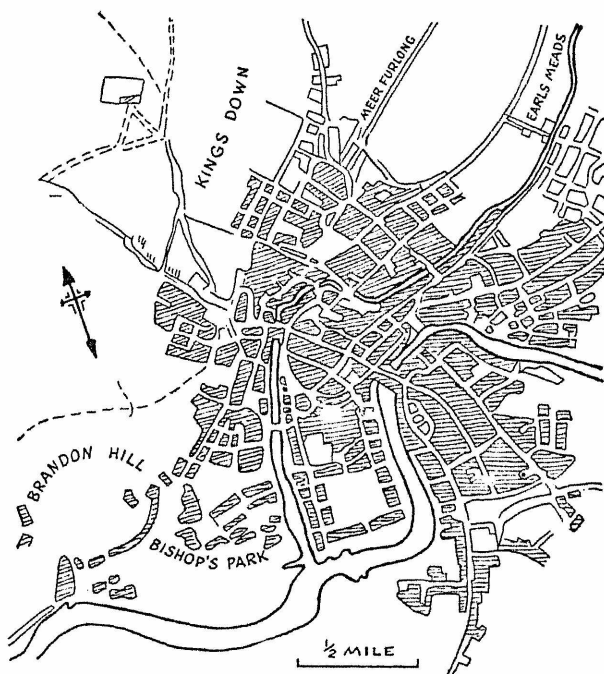 MEER FURLONG
EARLS MEADS
KINGS DOWN
BRANDON HILL
BISHOP'S PARK
½ MILE